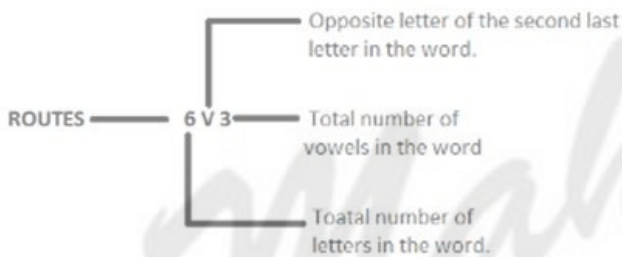 Opposite letter of the second last
letter in the word.
ROUTES 6 V 3 Total number of
vowels in the word
Toatal number of
letters in the word.